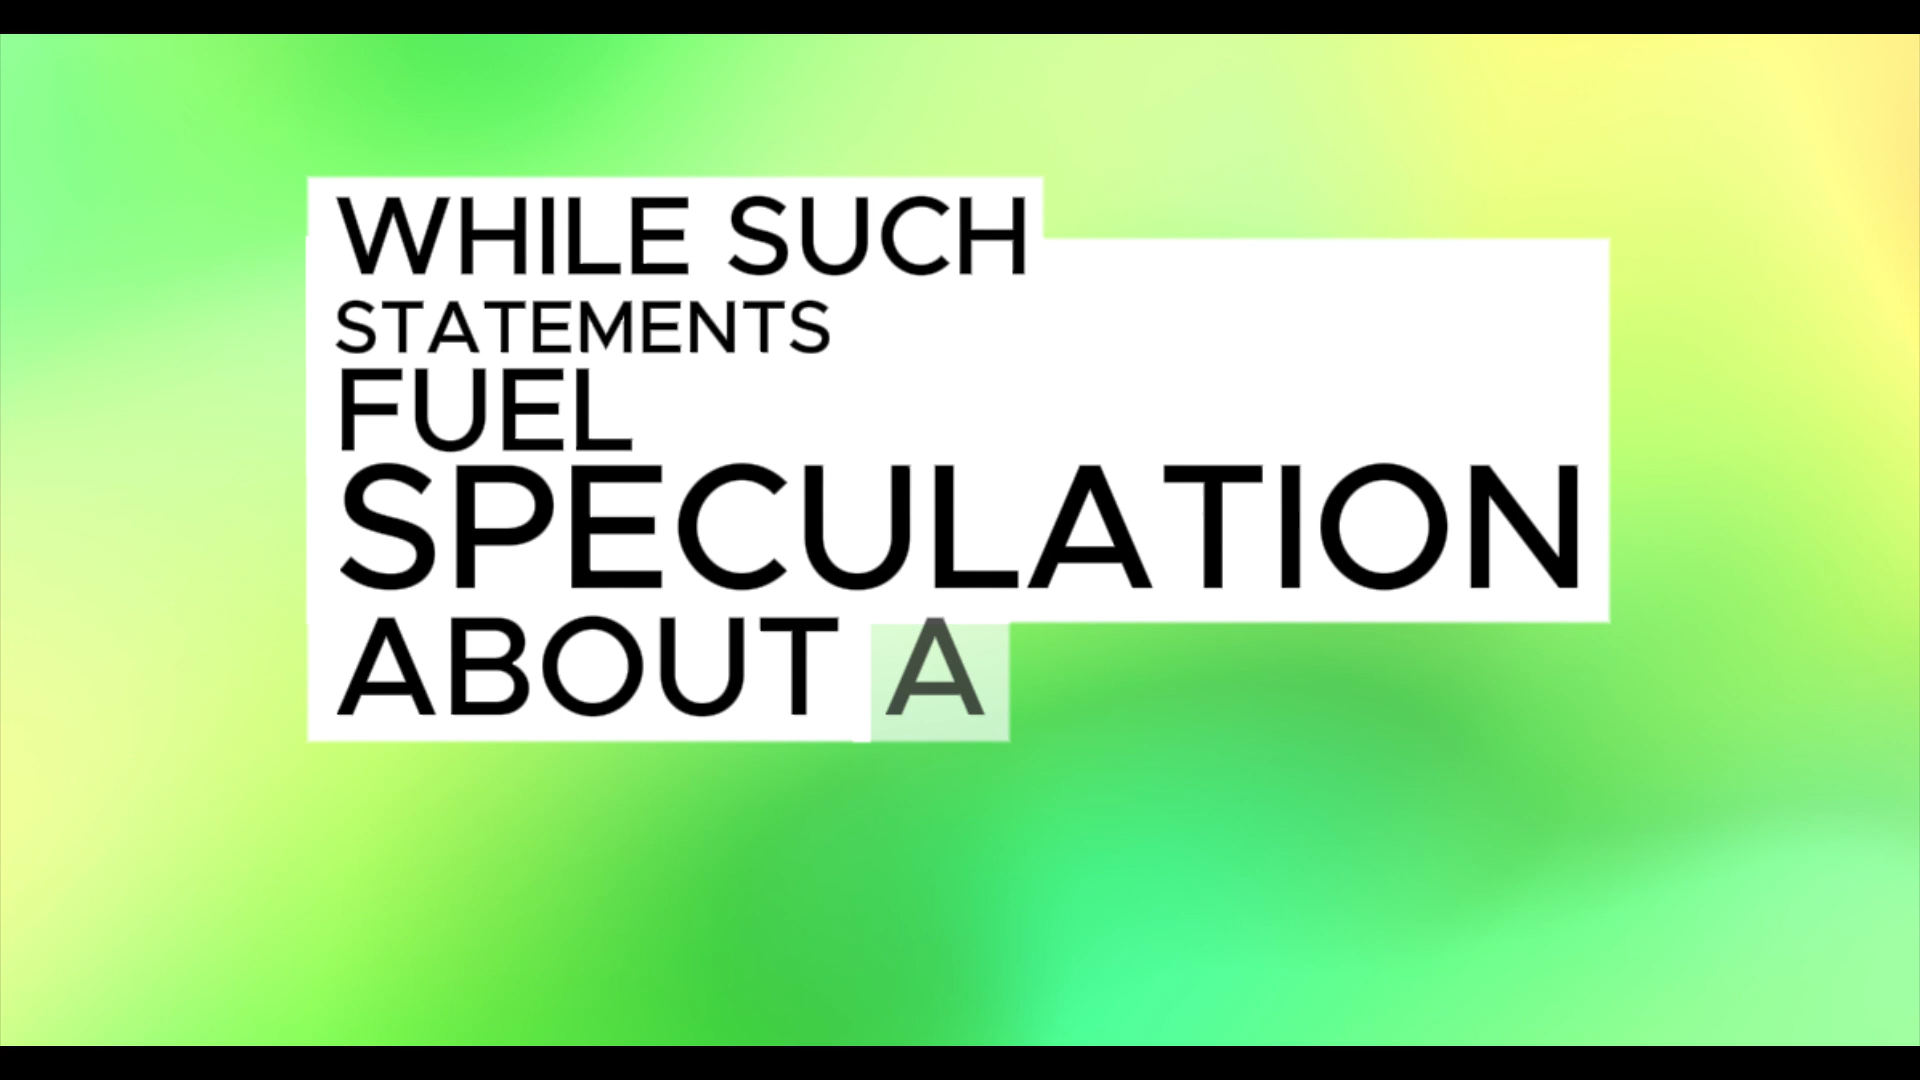 WHILE SUCH
STATEMENTS
FUEL
SPECULATION
ABOUT A